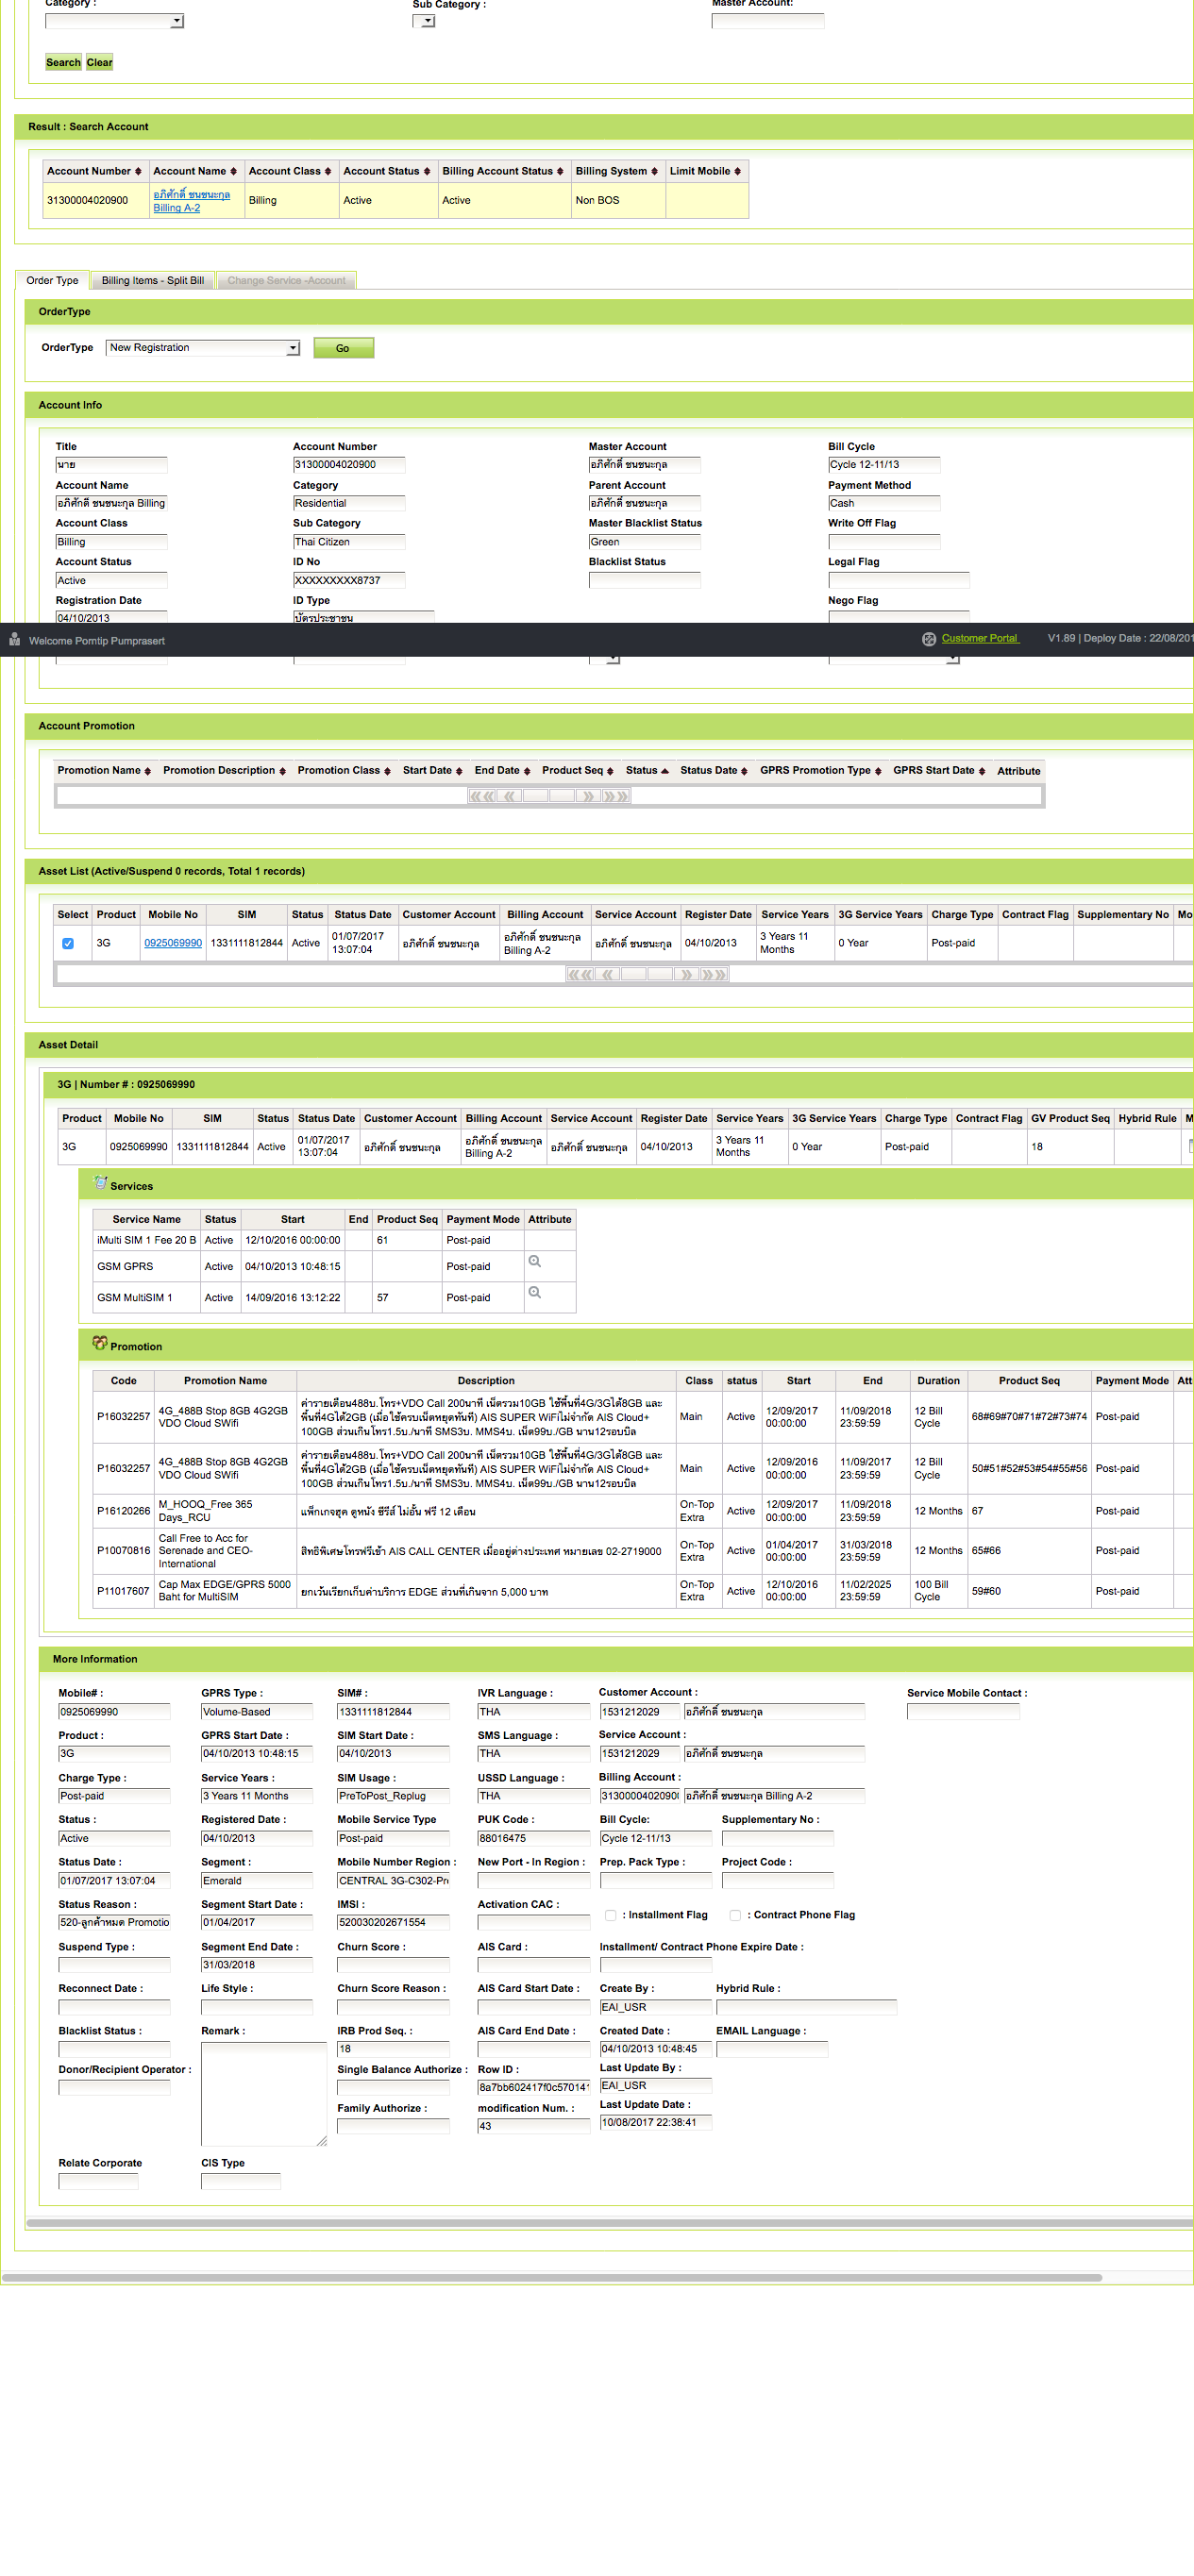 Category :
Sub Category :
Master Account:
Search Clear
Result : Search Account
Account Number Account Name Account Class Account Status Billing Account Status Billing System Limit Mobile
31300004020900 อภิศักดิ์ ชนชนะกุล Billing A-2 Billing Active Active Non BOS
Order Type Billing Items - Split Bill Change Service -Account
OrderType
OrderType New Registration Go
Account Info
Title Account Number Master Account Bill Cycle
นาย 31300004020900 อภิศักดิ์ ชนชนะกุล Cycle 12-11/13
Account Name Category Parent Account Payment Method
อภิศักดิ์ ชนชนะกุล Billing Residential อภิศักดิ์ ชนชนะกุล Cash
Account Class Sub Category Master Blacklist Status Write Off Flag
Billing Thai Citizen Green
Account Status ID No Blacklist Status Legal Flag
Active XXXXXXXXX8737
Registration Date ID Type Nego Flag
04/10/2013 บัตรประชาชน
Welcome Porntip Pumprasert Customer Portal V1.89 | Deploy Date : 22/08/201
Account Promotion
Promotion Name Promotion Description Promotion Class Start Date End Date Product Seq Status Status Date GPRS Promotion Type GPRS Start Date Attribute
Asset List (Active/Suspend 0 records, Total 1 records)
Select Product Mobile No SIM Status Status Date Customer Account Billing Account Service Account Register Date Service Years 3G Service Years Charge Type Contract Flag Supplementary No Mo
3G 0925069990 1331111812844 Active 01/07/2017 13:07:04 อภิศักดิ์ ชนชนะกุล อภิศักดิ์ ชนชนะกุล Billing A-2 อภิศักดิ์ ชนชนะกุล 04/10/2013 3 Years 11 Months 0 Year Post-paid
Asset Detail
3G | Number # : 0925069990
Product Mobile No SIM Status Status Date Customer Account Billing Account Service Account Register Date Service Years 3G Service Years Charge Type Contract Flag GV Product Seq Hybrid Rule M
3G 0925069990 1331111812844 Active 01/07/2017 13:07:04 อภิศักดิ์ ชนชนะกุล อภิศักดิ์ ชนชนะกุล Billing A-2 อภิศักดิ์ ชนชนะกุล 04/10/2013 3 Years 11 Months 0 Year Post-paid 18
Services
Service Name Status Start End Product Seq Payment Mode Attribute
iMulti SIM 1 Fee 20 B Active 12/10/2016 00:00:00 61 Post-paid
GSM GPRS Active 04/10/2013 10:48:15 Post-paid
GSM MultiSIM 1 Active 14/09/2016 13:12:22 57 Post-paid
Promotion
Code Promotion Name Description Class status Start End Duration Product Seq Payment Mode Att
P16032257 4G_488B Stop 8GB 4G2GB VDO Cloud SWifi ค่ารายเดือน488บ.โทร+VDO Call 200นาที เน็ตรวม10GB ใช้พื้นที่4G/3Gได้8GB และพื้นที่4Gได้2GB (เมื่อใช้ครบเน็ตหยุดทันที) AIS SUPER WiFiไม่จำกัด AIS Cloud+ 100GB ส่วนเกินโทร1.5บ./นาที SMS3บ. MMS4บ. เน็ต99บ./GB นาน12รอบบิล Main Active 12/09/2017 00:00:00 11/09/2018 23:59:59 12 Bill Cycle 68#69#70#71#72#73#74 Post-paid
P16032257 4G_488B Stop 8GB 4G2GB VDO Cloud SWifi ค่ารายเดือน488บ.โทร+VDO Call 200นาที เน็ตรวม10GB ใช้พื้นที่4G/3Gได้8GB และพื้นที่4Gได้2GB (เมื่อใช้ครบเน็ตหยุดทันที) AIS SUPER WiFiไม่จำกัด AIS Cloud+ 100GB ส่วนเกินโทร1.5บ./นาที SMS3บ. MMS4บ. เน็ต99บ./GB นาน12รอบบิล Main Active 12/09/2016 00:00:00 11/09/2017 23:59:59 12 Bill Cycle 50#51#52#53#54#55#56 Post-paid
P16120266 M_HOOQ_Free 365 Days_RCU แพ็กเกจฮุค ดูหนัง ซีรีส์ ไม่อั้น ฟรี 12 เดือน On-Top Extra Active 12/09/2017 00:00:00 11/09/2018 23:59:59 12 Months 67 Post-paid
P10070816 Call Free to Acc for Serenade and CEO-International สิทธิพิเศษโทรฟรีเข้า AIS CALL CENTER เมื่ออยู่ต่างประเทศ หมายเลข 02-2719000 On-Top Extra Active 01/04/2017 00:00:00 31/03/2018 23:59:59 12 Months 65#66 Post-paid
P11017607 Cap Max EDGE/GPRS 5000 Baht for MultiSIM ยกเว้นเรียกเก็บค่าบริการ EDGE ส่วนที่เกินจาก 5,000 บาท On-Top Extra Active 12/10/2016 00:00:00 11/02/2025 23:59:59 100 Bill Cycle 59#60 Post-paid
More Information
Mobile# : GPRS Type : SIM# : IVR Language : Customer Account : Service Mobile Contact :
0925069990 Volume-Based 1331111812844 THA 1531212029 อภิศักดิ์ ชนชนะกุล
Product : GPRS Start Date : SIM Start Date : SMS Language : Service Account :
3G 04/10/2013 10:48:15 04/10/2013 THA 1531212029 อภิศักดิ์ ชนชนะกุล
Charge Type : Service Years : SIM Usage : USSD Language : Billing Account :
Post-paid 3 Years 11 Months PreToPost_Replug THA 3130000402090 อภิศักดิ์ ชนชนะกุล Billing A-2
Status : Registered Date : Mobile Service Type PUK Code : Bill Cycle: Supplementary No :
Active 04/10/2013 Post-paid 88016475 Cycle 12-11/13
Status Date : Segment : Mobile Number Region : New Port - In Region : Prep. Pack Type : Project Code :
01/07/2017 13:07:04 Emerald CENTRAL 3G-C302-Pr
Status Reason : Segment Start Date : IMSI : Activation CAC : : Installment Flag : Contract Phone Flag
520-ลูกค้าหมด Promotio 01/04/2017 520030202671554
Suspend Type : Segment End Date : Churn Score : AIS Card : Installment/ Contract Phone Expire Date :
31/03/2018
Reconnect Date : Life Style : Churn Score Reason : AIS Card Start Date : Create By : Hybrid Rule :
EAI_USR
Blacklist Status : Remark : IRB Prod Seq. : AIS Card End Date : Created Date : EMAIL Language :
18 04/10/2013 10:48:45
Donor/Recipient Operator : Single Balance Authorize : Row ID : Last Update By :
8a7bb602417f0c570141 EAI_USR
Family Authorize : modification Num. : Last Update Date :
43 10/08/2017 22:38:41
Relate Corporate CIS Type